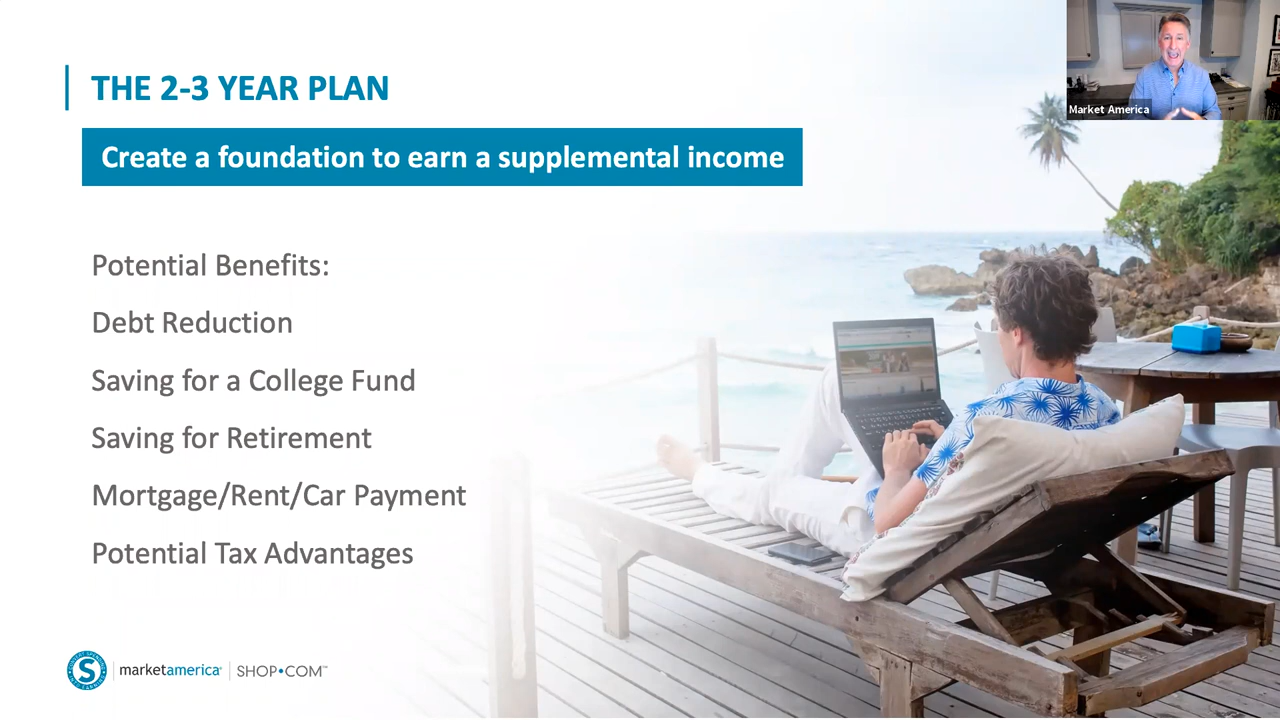 THE 2-3 YEAR PLAN
Create a foundation to earn a supplemental income
Potential Benefits:
Debt Reduction
Saving for a College Fund
Saving for Retirement
Mortgage/Rent/Car Payment
Potential Tax Advantages
Market America
S
marketamerica® SHOP•COM™